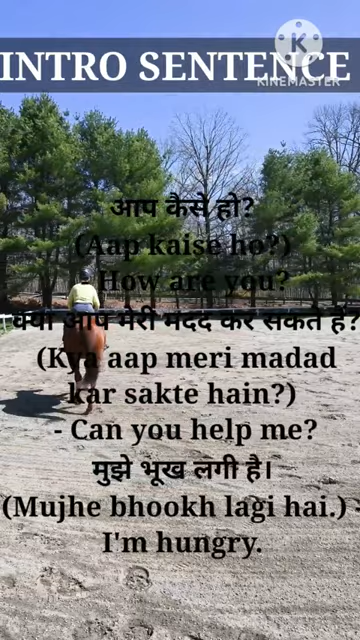 INTRO SENTENCE
KINEMASTER
आप कैसे हो?
(Aap kaise ho?)
- How are you?
क्या आप मेरी मदद कर सकते हैं?
(Kya aap meri madad
kar sakte hain?)
- Can you help me?
मुझे भूख लगी है।
(Mujhe bhookh lagi hai.) -
I'm hungry.